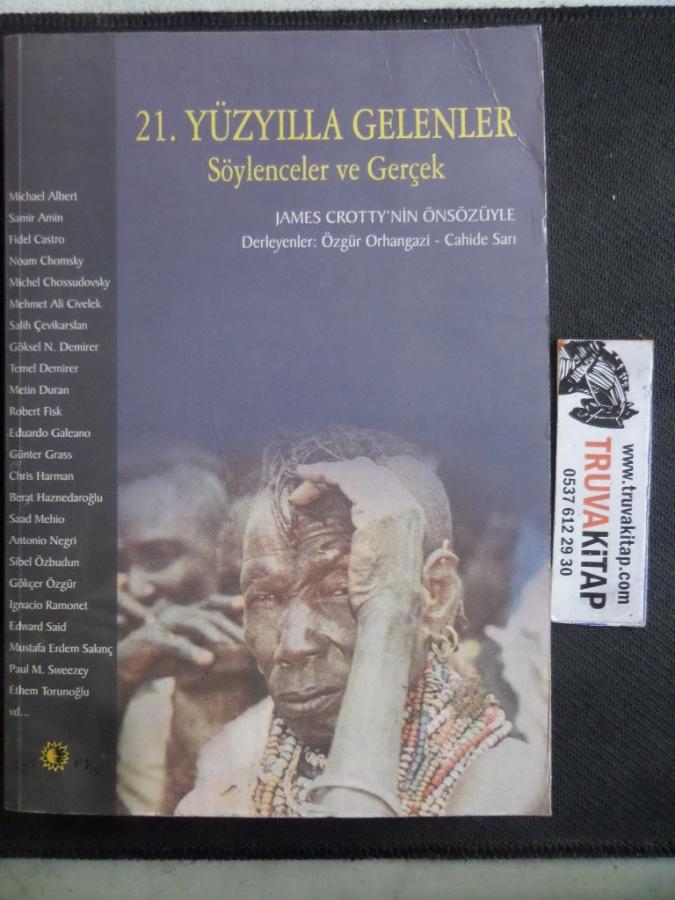 21. YÜZYILLA GELENLER
Söylenceler ve Gerçek
JAMES CROTTY'NİN ÖNSÖZÜYLE
Derleyenler: Özgür Orhangazi - Cahide Sarı
Michael Albert
Samir Amin
Fidel Castro
Noam Chomsky
Michel Chossudovsky
Mehmet Ali Civelek
Salih Çevikarslan
Göksel N. Demirer
Temel Demirer
Metin Duran
Robert Fisk
Eduardo Galeano
Günter Grass
Chris Harman
Berat Haznedaroğlu
Saad Mehio
Antonio Negri
Sibel Özbudun
Gökçer Özgür
Ignacio Ramonet
Edward Said
Mustafa Erdem Sakınç
Paul M. Sweezey
Ethem Torunoğlu
vd...
www.truvakitap.com
TRUVAKiTAP
0537 612 29 30